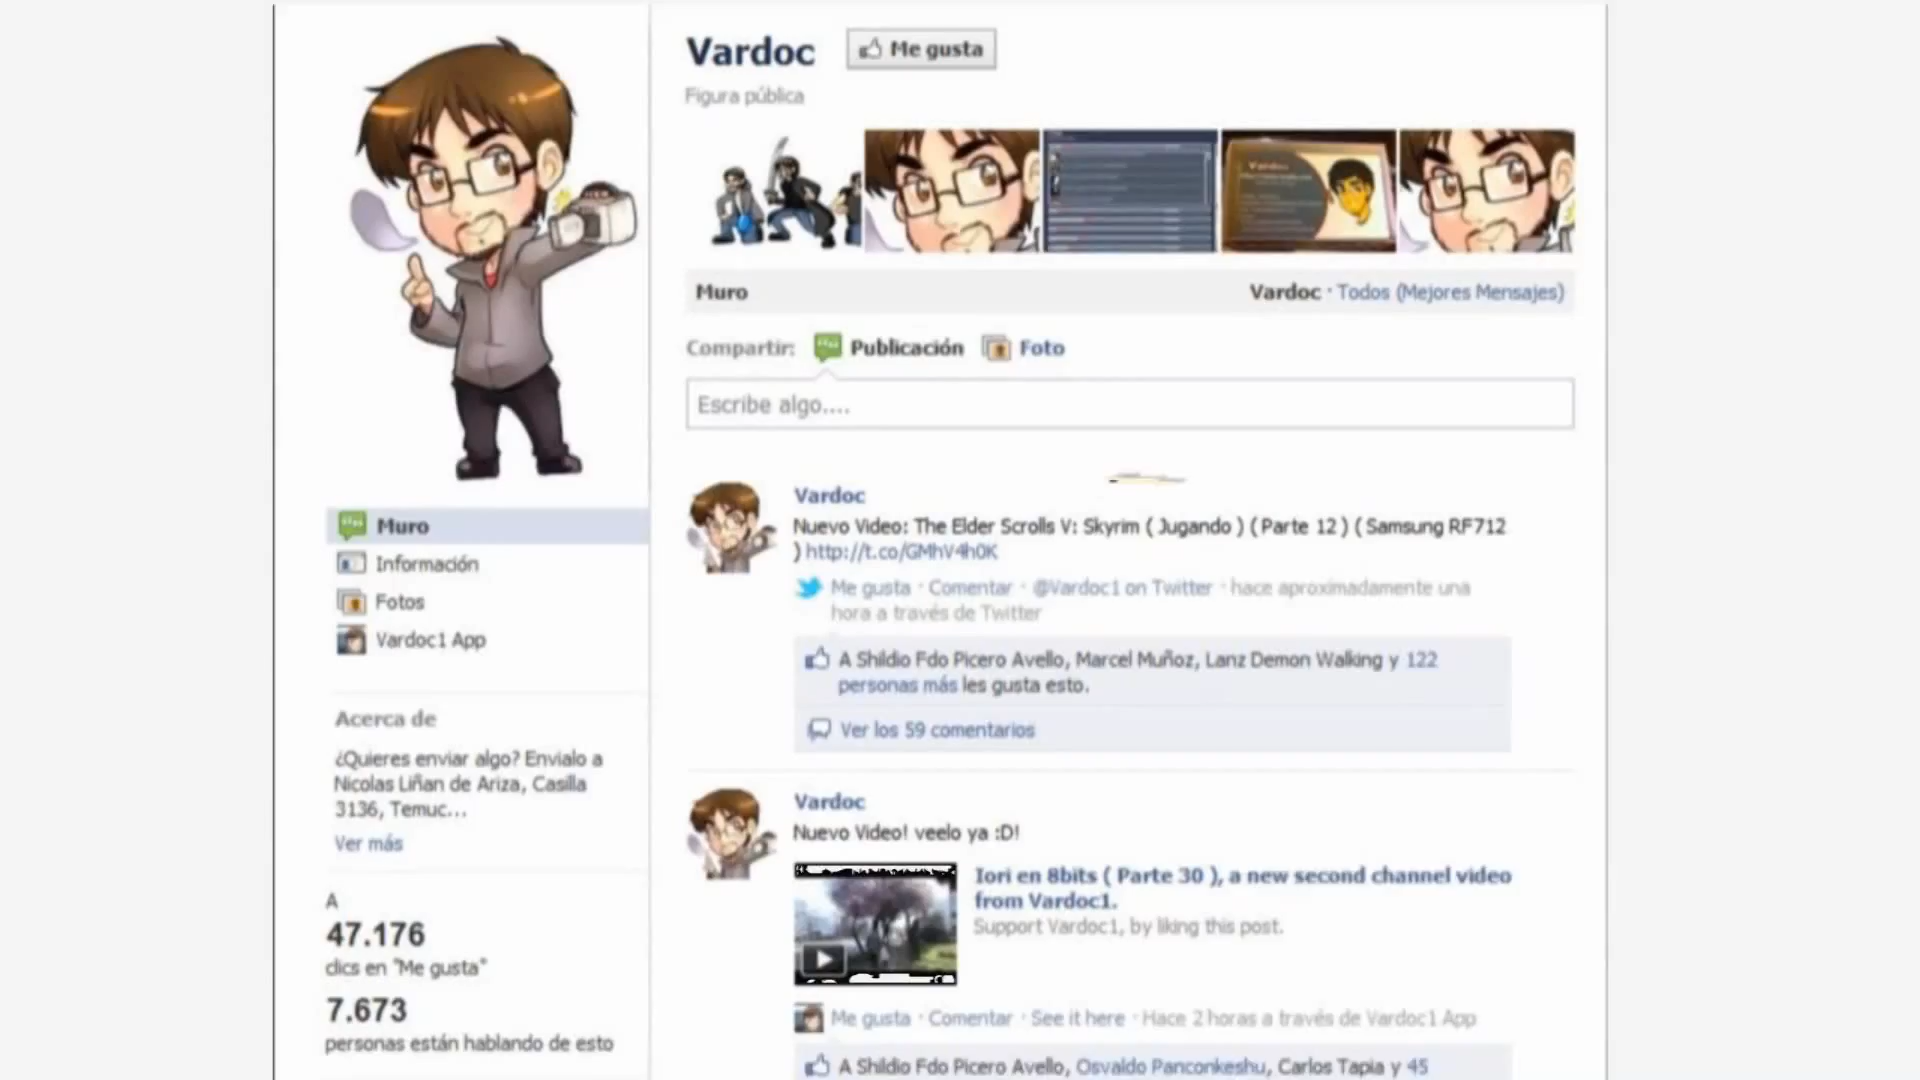 Vardoc
Me gusta
Figura pública
Muro
Vardoc · Todos (Mejores Mensajes)
Compartir:
Publicación
Foto
Escribe algo....
Muro
Información
Fotos
Vardoc1 App
Acerca de
¿Quieres enviar algo? Envialo a
Nicolas Liñan de Ariza, Casilla
3136, Temuc...
Ver más
A
47.176
clics en "Me gusta"
7.673
personas están hablando de esto
Vardoc
Nuevo Video: The Elder Scrolls V: Skyrim ( Jugando ) ( Parte 12 ) ( Samsung RF712
) http://t.co/GMhV4h0K
Me gusta · Comentar · @Vardoc1 on Twitter · hace aproximadamente una
hora a través de Twitter
A Shildio Fdo Picero Avello, Marcel Muñoz, Lanz Demon Walking y 122
personas más les gusta esto.
Ver los 59 comentarios
Vardoc
Nuevo Video! veelo ya :D!
Iori en 8bits ( Parte 30 ), a new second channel video
from Vardoc1.
Support Vardoc1, by liking this post.
Me gusta · Comentar · See it here · Hace 2 horas a través de Vardoc1 App
A Shildio Fdo Picero Avello, Osvaldo Panconkeshu, Carlos Tapia y 45